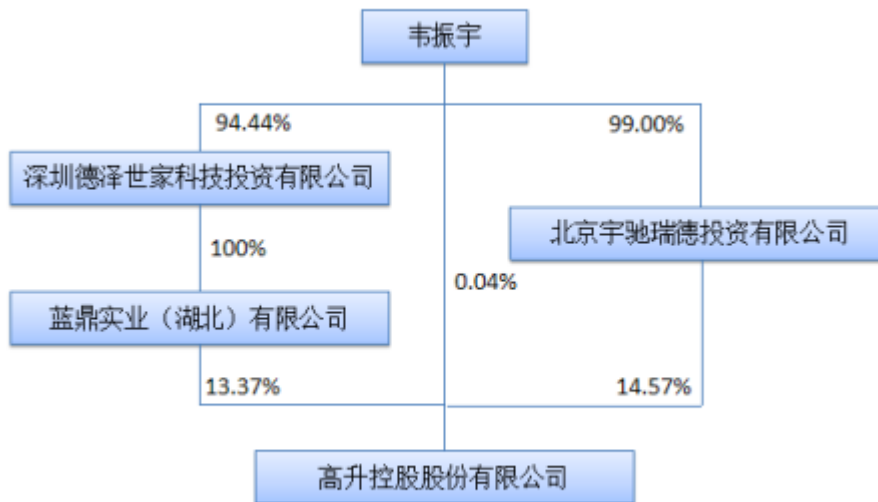 韦振宇
94.44%
99.00%
深圳德泽世家科技投资有限公司
北京宇驰瑞德投资有限公司
100%
0.04%
蓝鼎实业（湖北）有限公司
13.37%
14.57%
高升控股股份有限公司